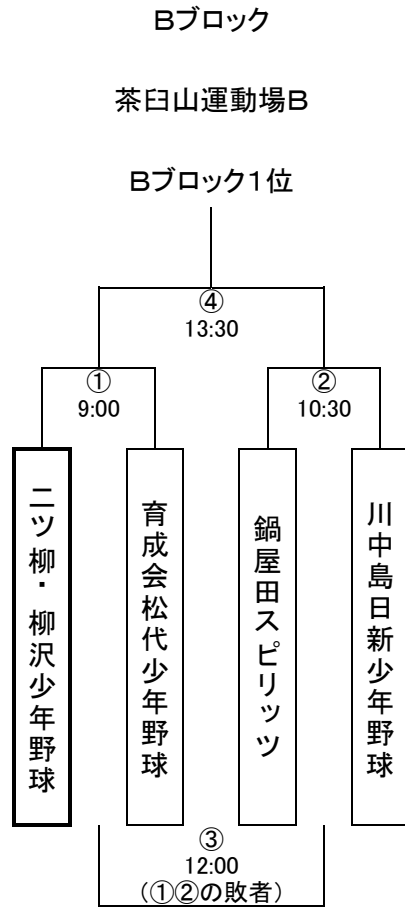 Bブロック
茶臼山運動場B
Bブロック1位
④
13:30
①
9:00
②
10:30
二ツ柳・柳沢少年野球
育成会松代少年野球
鍋屋田スピリッツ
川中島日新少年野球
③
12:00
(①②の敗者)